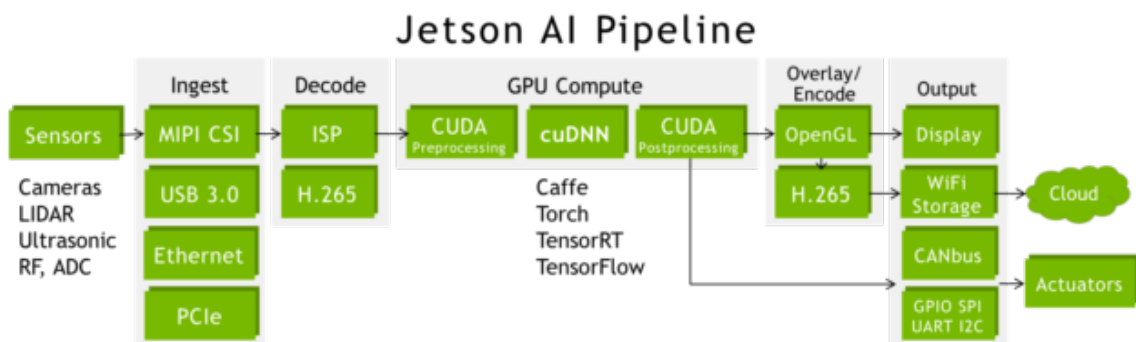 Jetson AI Pipeline
Ingest
Decode
GPU Compute
Overlay/
Encode
Output
Sensors
MIPI CSI
ISP
CUDA
Preprocessing
cuDNN
CUDA
Postprocessing
OpenGL
Display
Cameras
LIDAR
Ultrasonic
RF, ADC
USB 3.0
H.265
Caffe
Torch
TensorRT
TensorFlow
H.265
WiFi
Storage
Cloud
Ethernet
CANbus
Actuators
PCIe
GPIO SPI
UART I2C